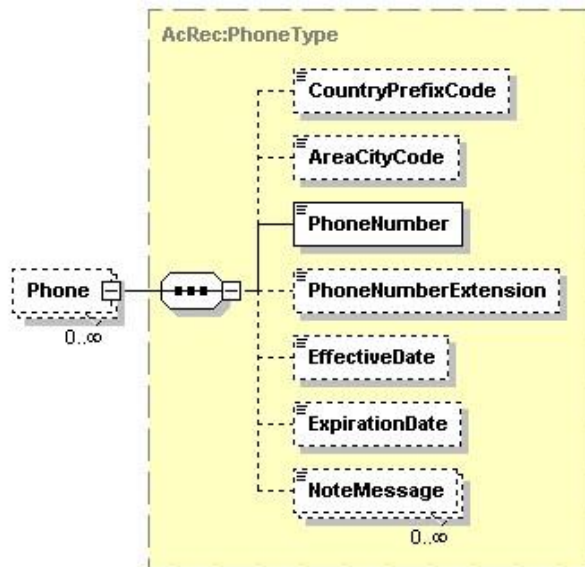 AcRec:PhoneType
CountryPrefixCode
AreaCityCode
PhoneNumber
Phone
0..∞
PhoneNumberExtension
EffectiveDate
ExpirationDate
NoteMessage
0..∞